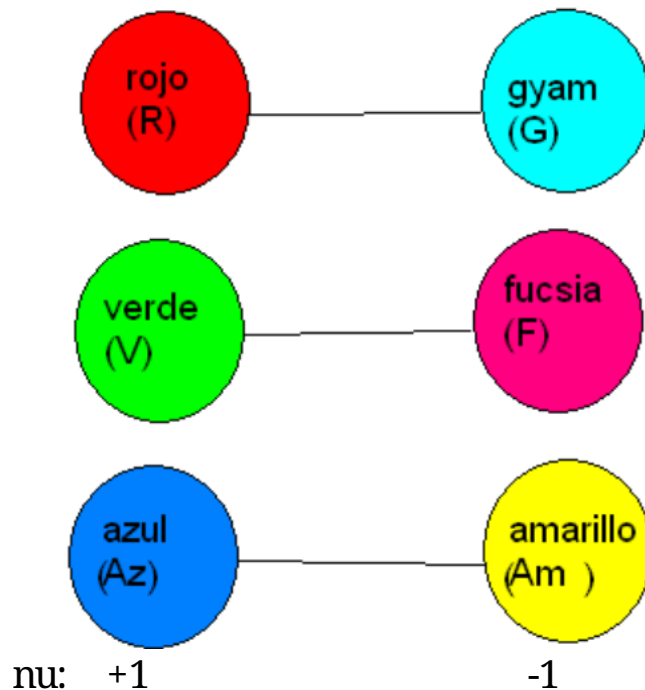 rojo
(R)
gyam
(G)
verde
(V)
fucsia
(F)
azul
(Az)
amarillo
(Am )
nu: +1 -1